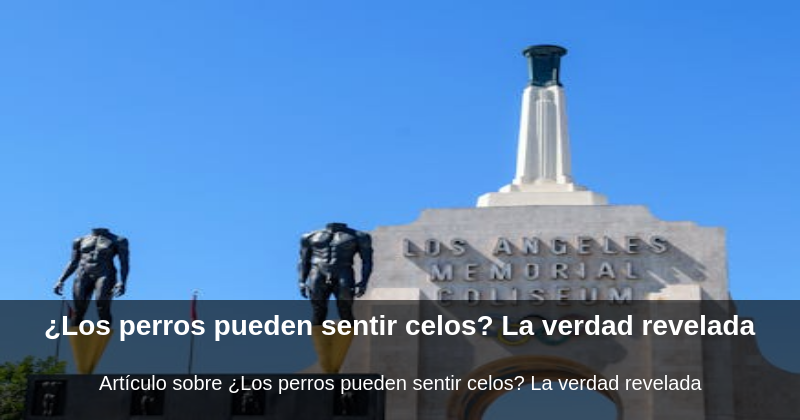 LOS ANGELES
MEMORIAL
COLISEUM
¿Los perros pueden sentir celos? La verdad revelada
Artículo sobre ¿Los perros pueden sentir celos? La verdad revelada